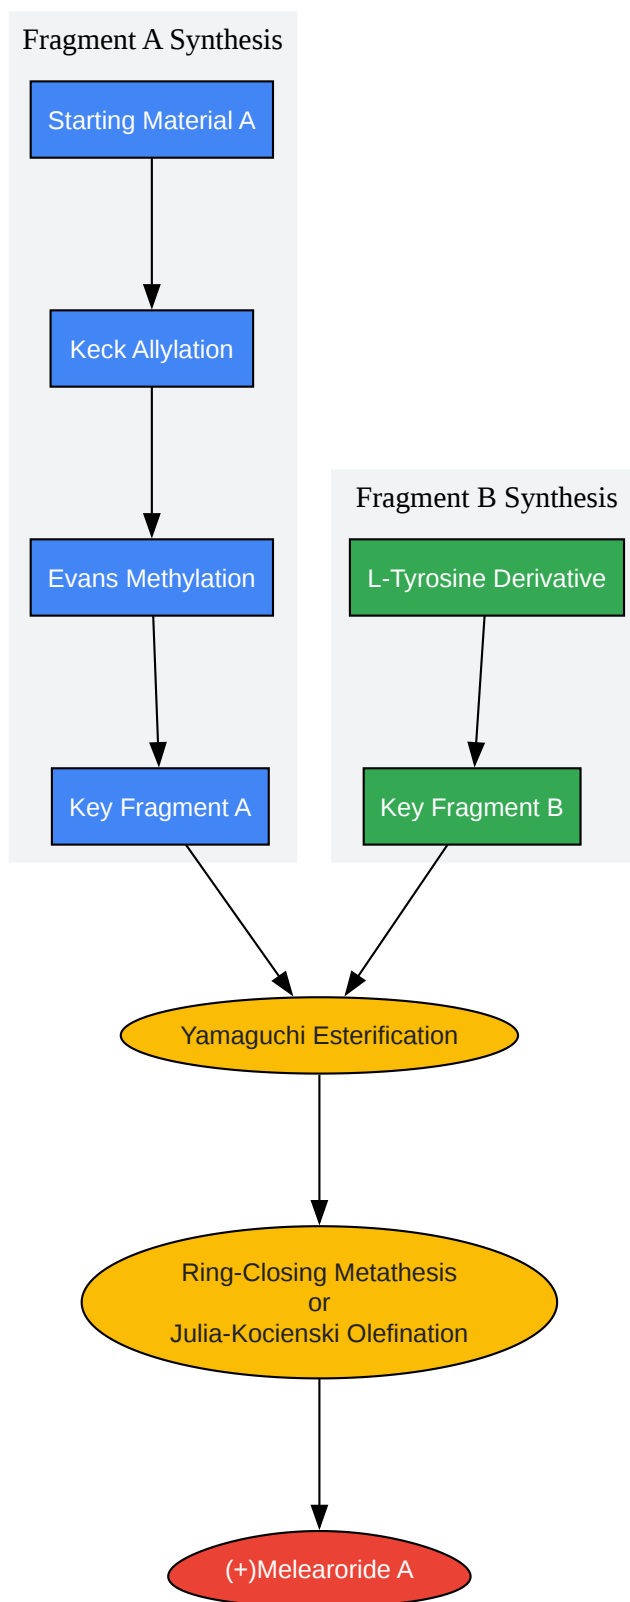 Fragment A Synthesis
Starting Material A
Keck Allylation
Evans Methylation
Key Fragment A
Fragment B Synthesis
L-Tyrosine Derivative
Key Fragment B
Yamaguchi Esterification
Ring-Closing Metathesis
or
Julia-Kocienski Olefination
(+)Melearoride A